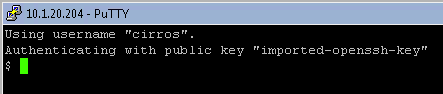 10.1.20.204 - PuTTY
Using username "cirros".
Authenticating with public key "imported-openssh-key"
$